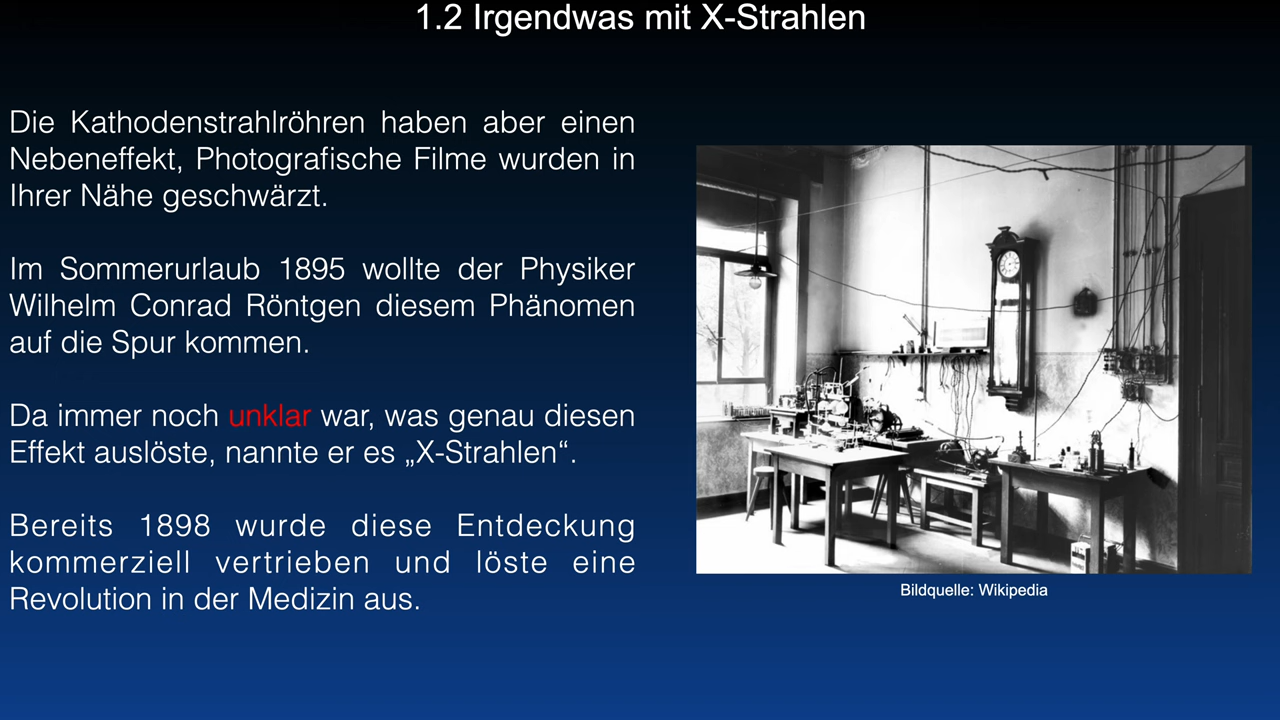 1.2 Irgendwas mit X-Strahlen
Die Kathodenstrahlröhren haben aber einen
Nebeneffekt, Photografische Filme wurden in
Ihrer Nähe geschwärzt.
Im Sommerurlaub 1895 wollte der Physiker
Wilhelm Conrad Röntgen diesem Phänomen
auf die Spur kommen.
Da immer noch unklar war, was genau diesen
Effekt auslöste, nannte er es „X-Strahlen“.
Bereits 1898 wurde diese Entdeckung
kommerziell vertrieben und löste eine
Revolution in der Medizin aus.
Bildquelle: Wikipedia